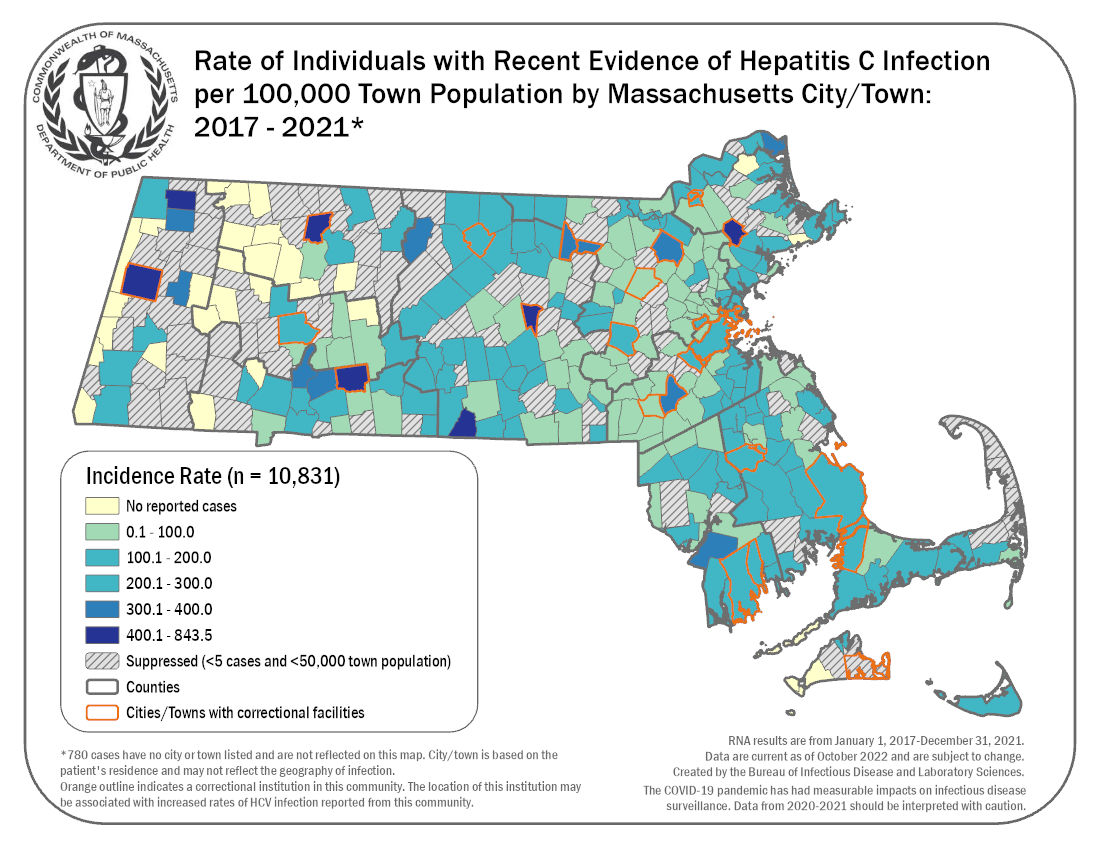 COMMONWEALTH OF MASSACHUSETTS
DEPARTMENT OF PUBLIC HEALTH
Rate of Individuals with Recent Evidence of Hepatitis C Infection
per 100,000 Town Population by Massachusetts City/Town:
2017 - 2021*
Incidence Rate (n = 10,831)
No reported cases
0.1 - 100.0
100.1 - 200.0
200.1 - 300.0
300.1 - 400.0
400.1 - 843.5
Suppressed (<5 cases and <50,000 town population)
Counties
Cities/Towns with correctional facilities
*780 cases have no city or town listed and are not reflected on this map. City/town is based on the
patient's residence and may not reflect the geography of infection.
Orange outline indicates a correctional institution in this community. The location of this institution may
be associated with increased rates of HCV infection reported from this community.
RNA results are from January 1, 2017-December 31, 2021.
Data are current as of October 2022 and are subject to change.
Created by the Bureau of Infectious Disease and Laboratory Sciences.
The COVID-19 pandemic has had measurable impacts on infectious disease
surveillance. Data from 2020-2021 should be interpreted with caution.